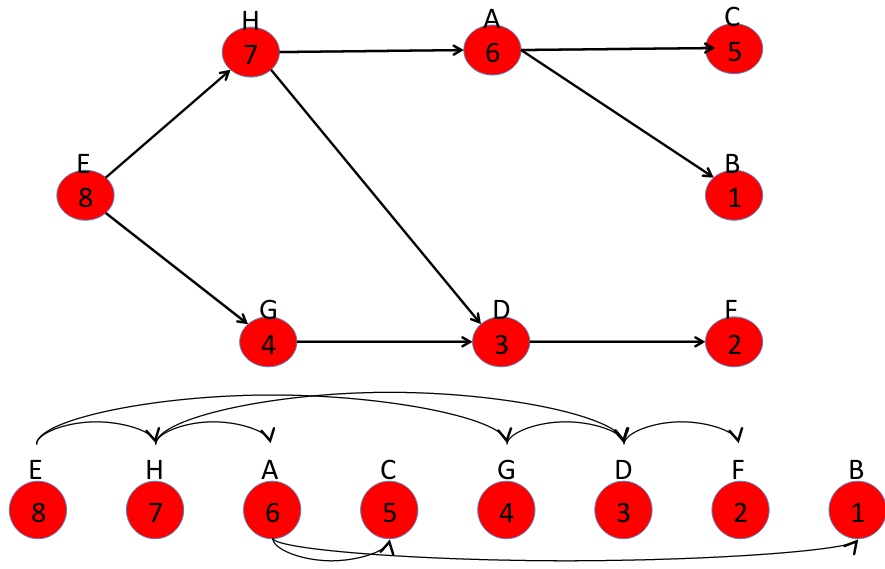 H A C
7 6 5
E B
8 1
G D F
4 3 2
E H A C G D F B
8 7 6 5 4 3 2 1